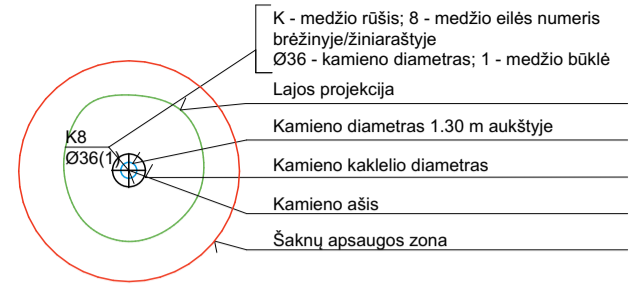 K - medžio rūšis; 8 - medžio eilės numeris
brėžinyje/žiniaraštyje
Ø36 - kamieno diametras; 1 - medžio būklė
Lajos projekcija
Kamieno diametras 1.30 m aukštyje
K8
Ø36(1)
Kamieno kaklelio diametras
Kamieno ašis
Šaknų apsaugos zona